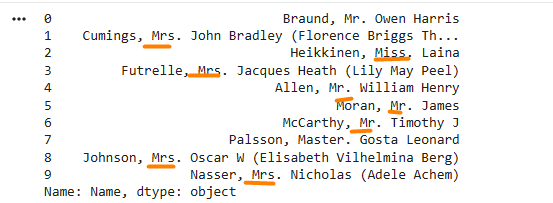 0 Braund, Mr. Owen Harris
1 Cumings, Mrs. John Bradley (Florence Briggs Th...
2 Heikkinen, Miss. Laina
3 Futrelle, Mrs. Jacques Heath (Lily May Peel)
4 Allen, Mr. William Henry
5 Moran, Mr. James
6 McCarthy, Mr. Timothy J
7 Palsson, Master. Gosta Leonard
8 Johnson, Mrs. Oscar W (Elisabeth Vilhelmina Berg)
9 Nasser, Mrs. Nicholas (Adele Achem)
Name: Name, dtype: object